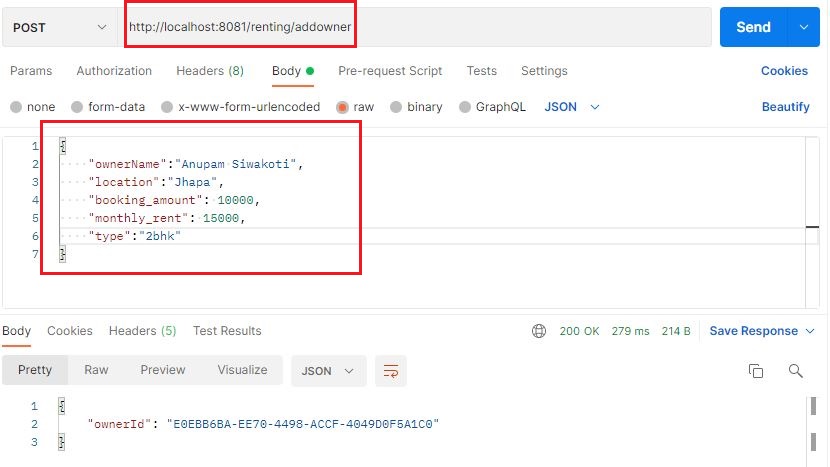 POST http://localhost:8081/renting/addowner Send
Params Authorization Headers (8) Body Pre-request Script Tests Settings Cookies
none form-data x-www-form-urlencoded raw binary GraphQL JSON Beautify
1 {
2 "ownerName":"Anupam Siwakoti",
3 "location":"Jhapa",
4 "booking_amount": 10000,
5 "monthly_rent": 15000,
6 "type":"2bhk"
7 }
Body Cookies Headers (5) Test Results 200 OK 279 ms 214 B Save Response
Pretty Raw Preview Visualize JSON
1 {
2 "ownerId": "E0EBB6BA-EE70-4498-ACCF-4049D0F5A1C0"
3 }